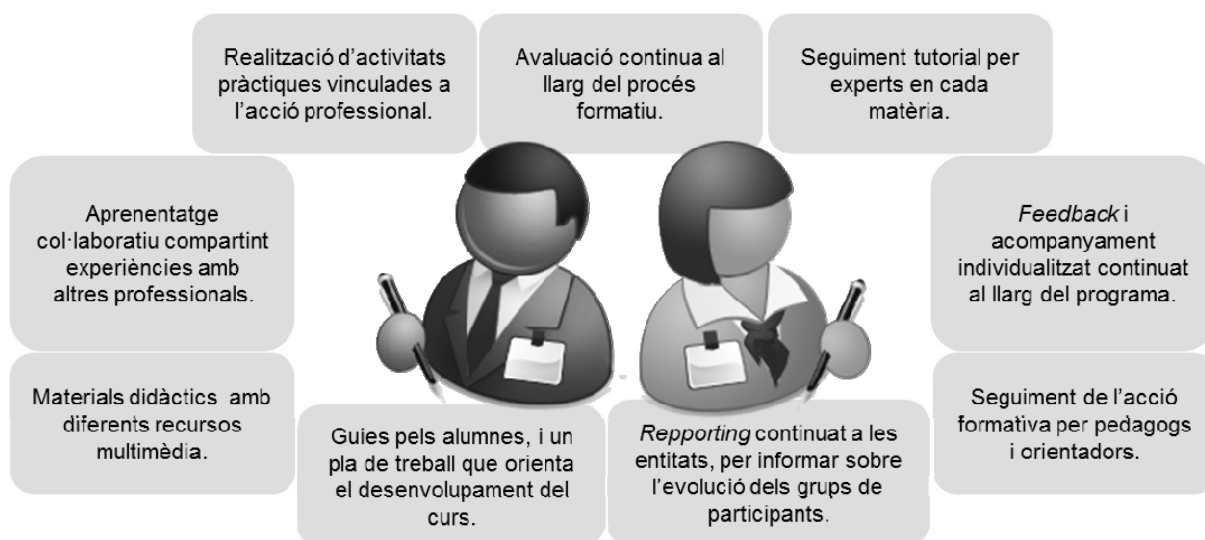 Realització d’activitats
pràctiques vinculades a
l’acció professional.
Avaluació continua al
llarg del procés
formatiu.
Seguiment tutorial per
experts en cada
matèria.
Aprenentatge
col·laboratiu compartint
experiències amb
altres professionals.
Feedback i
acompanyament
individualitzat continuat
al llarg del programa.
Materials didàctics amb
diferents recursos
multimèdia.
Guies pels alumnes, i un
pla de treball que orienta
el desenvolupament del
curs.
Repporting continuat a les
entitats, per informar sobre
l’evolució dels grups de
participants.
Seguiment de l’acció
formativa per pedagogs
i orientadors.